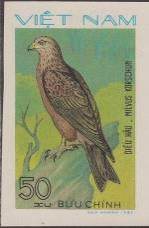 VIỆT NAM
DIỀU HÂU . MILVUS KORSCHUN
50
XU BƯU CHÍNH